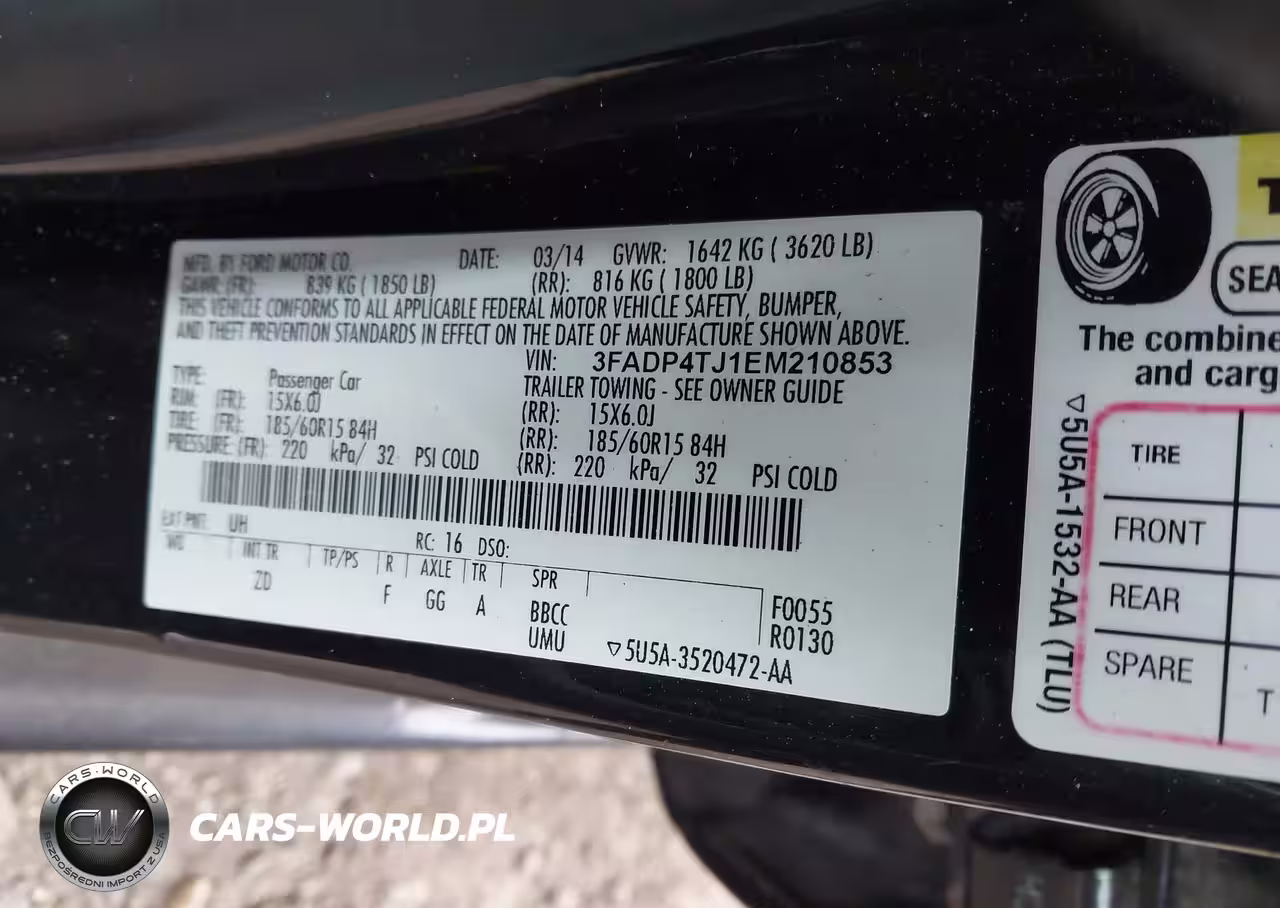 MFD. BY FORD MOTOR CO. DATE: 03/14 GVWR: 1642 KG ( 3620 LB)
GAWR: (FR): 839 KG ( 1850 LB) (RR): 816 KG ( 1800 LB)
THIS VEHICLE CONFORMS TO ALL APPLICABLE FEDERAL MOTOR VEHICLE SAFETY, BUMPER,
AND THEFT PREVENTION STANDARDS IN EFFECT ON THE DATE OF MANUFACTURE SHOWN ABOVE.
VIN: 3FADP4TJ1EM210853
TYPE: Passenger Car TRAILER TOWING - SEE OWNER GUIDE
RIM: (FR): 15X6.0J (RR): 15X6.0J
TIRE: (FR): 185/60R15 84H (RR): 185/60R15 84H
PRESSURE: (FR): 220 kPa/ 32 PSI COLD (RR): 220 kPa/ 32 PSI COLD
EXT PNT: UH RC: 16 DSO:
WB INT TR TP/PS R AXLE TR SPR
ZD F GG A BBCC F0055
UMU R0130
▽5U5A-3520472-AA
SEA
The combine
and carg
TIRE
FRONT
REAR
SPARE
T
▽5U5A-1532-AA (TLU)
CARS-WORLD
CW
BEZPOŚREDNI IMPORT Z USA
CARS-WORLD.PL